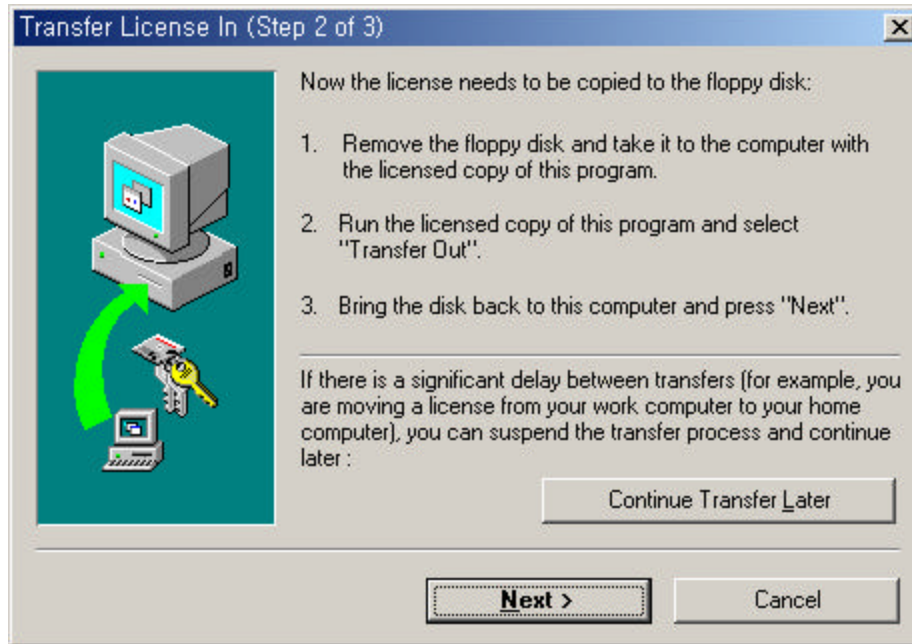 Transfer License In (Step 2 of 3)
Now the license needs to be copied to the floppy disk:
1. Remove the floppy disk and take it to the computer with
the licensed copy of this program.
2. Run the licensed copy of this program and select
"Transfer Out".
3. Bring the disk back to this computer and press "Next".
If there is a significant delay between transfers (for example, you
are moving a license from your work computer to your home
computer), you can suspend the transfer process and continue
later :
Continue Transfer Later
Next >
Cancel